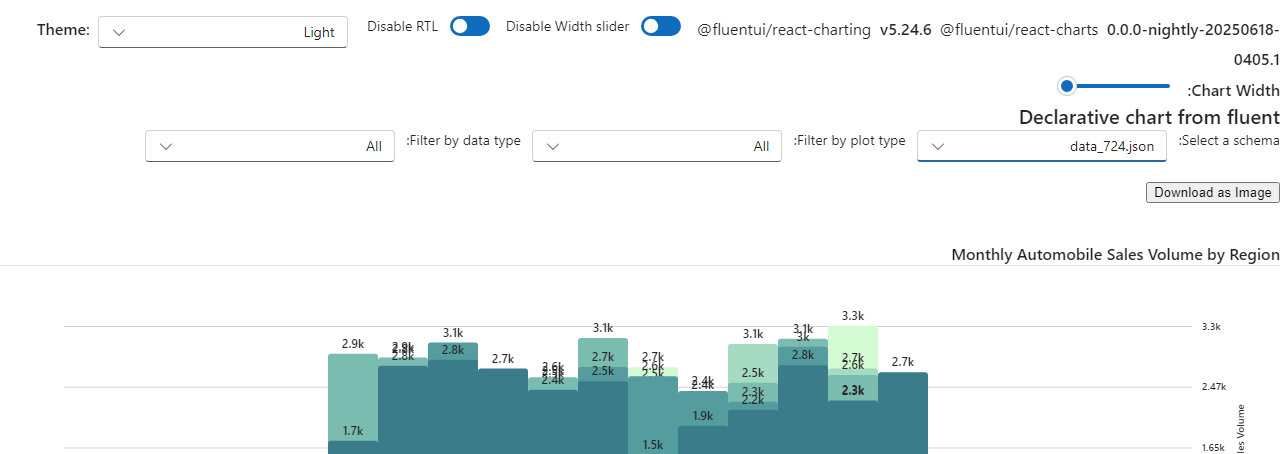 Theme: Light Disable RTL Disable Width slider @fluentui/react-charting v5.24.6 @fluentui/react-charts 0.0.0-nightly-20250618-
0405.1
:Chart Width
Declarative chart from fluent
All :Filter by data type All :Filter by plot type data_724.json :Select a schema
Download as Image
Monthly Automobile Sales Volume by Region
3.3k
3.1k 3.1k 3.1k 3.1k 3.3k
2.9k 2.9k 2.8k 2.8k 2.7k 2.6k 2.4k 2.7k 2.5k 2.7k 2.6k 2.5k 2.4k 2.4k 2.5k 2.3k 2.2k 3k 2.8k 2.7k 2.6k 2.3k 2.7k
2.47k
1.7k 1.9k 1.5k
1.65k
les Volume